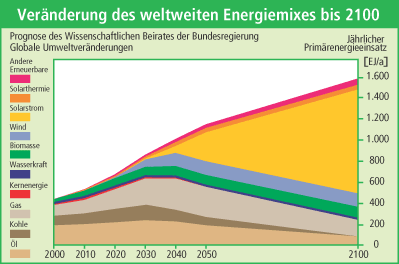 Veränderung des weltweiten Energiemixes bis 2100
Prognose des Wissenschaftlichen Beirates der Bundesregierung
Globale Umweltveränderungen
Jährlicher
Primärenergieeinsatz
[EJ/a]
Andere
Erneuerbare
Solarthermie
Solarstrom
Wind
Biomasse
Wasserkraft
Kernenergie
Gas
Kohle
Öl
1.600
1.400
1.200
1000
800
600
400
200
0
2000 2010 2020 2030 2040 2050 2100